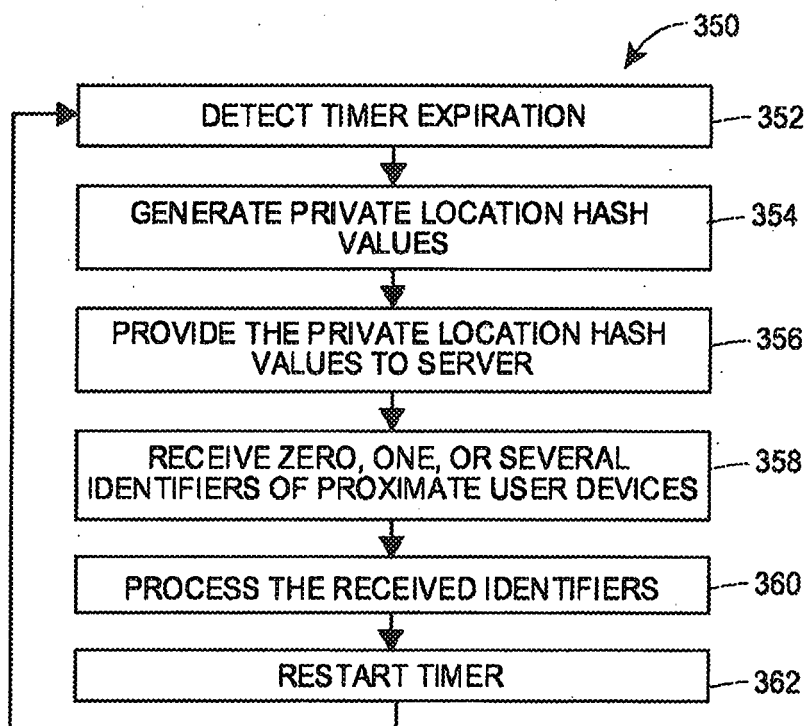 350
DETECT TIMER EXPIRATION
352
GENERATE PRIVATE LOCATION HASH
VALUES
354
PROVIDE THE PRIVATE LOCATION HASH
VALUES TO SERVER
356
RECEIVE ZERO, ONE, OR SEVERAL
IDENTIFIERS OF PROXIMATE USER DEVICES
358
PROCESS THE RECEIVED IDENTIFIERS
360
RESTART TIMER
362